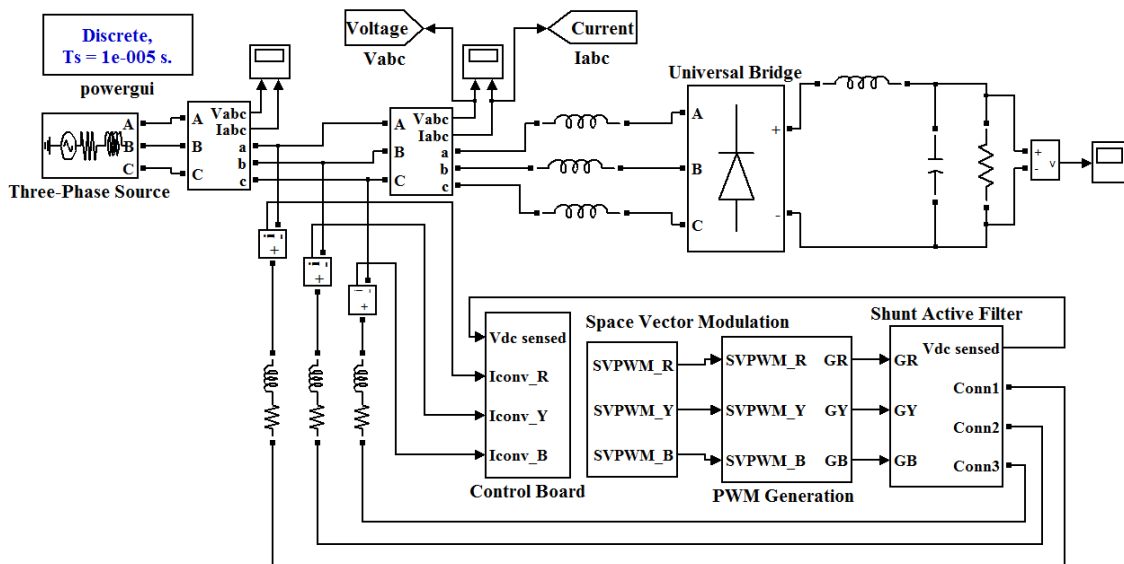 Discrete,
Ts = 1e-005 s.
powergui
Voltage
Vabc
Current
Iabc
Universal Bridge
A
B
C
Three-Phase Source
A
B
C
Vabc
Iabc
a
b
c
A
B
C
Vabc
Iabc
a
b
c
A
B
C
+
-
+
-
v
i
-
+
i
-
+
i
-
+
Vdc sensed
Iconv_R
Iconv_Y
Iconv_B
Control Board
Space Vector Modulation
SVPWM_R
SVPWM_Y
SVPWM_B
SVPWM_R
SVPWM_Y
SVPWM_B
GR
GY
GB
PWM Generation
Shunt Active Filter
GR
GY
GB
Vdc sensed
Conn1
Conn2
Conn3